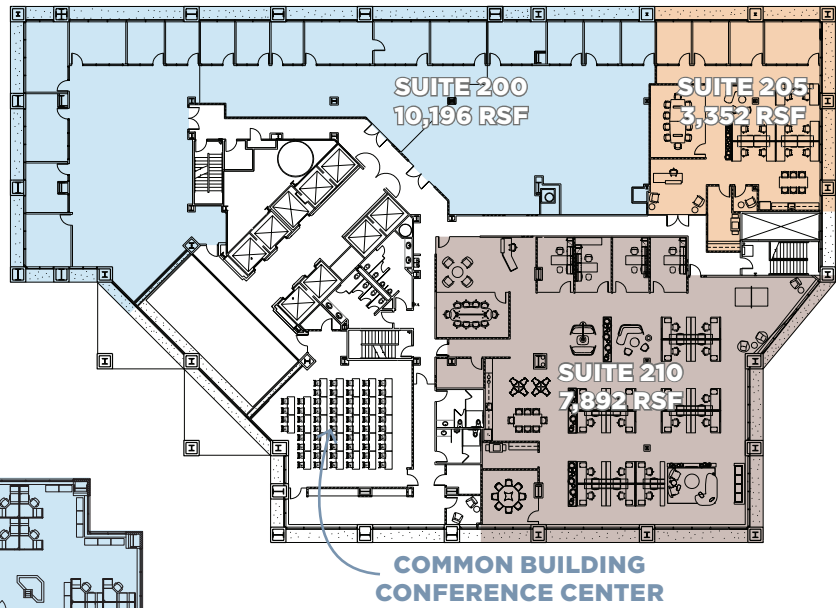 SUITE 200
10,196 RSF
SUITE 205
3,352 RSF
SUITE 210
7,892 RSF
COMMON BUILDING
CONFERENCE CENTER